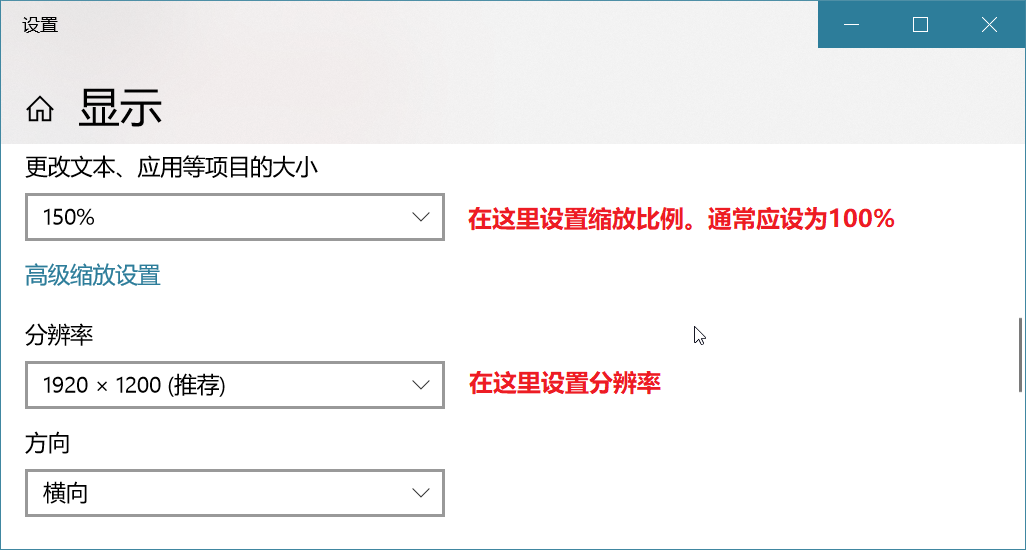 设置
显示
更改文本、应用等项目的大小
150% 在这里设置缩放比例。通常应设为100%
高级缩放设置
分辨率
1920 × 1200 (推荐) 在这里设置分辨率
方向
横向